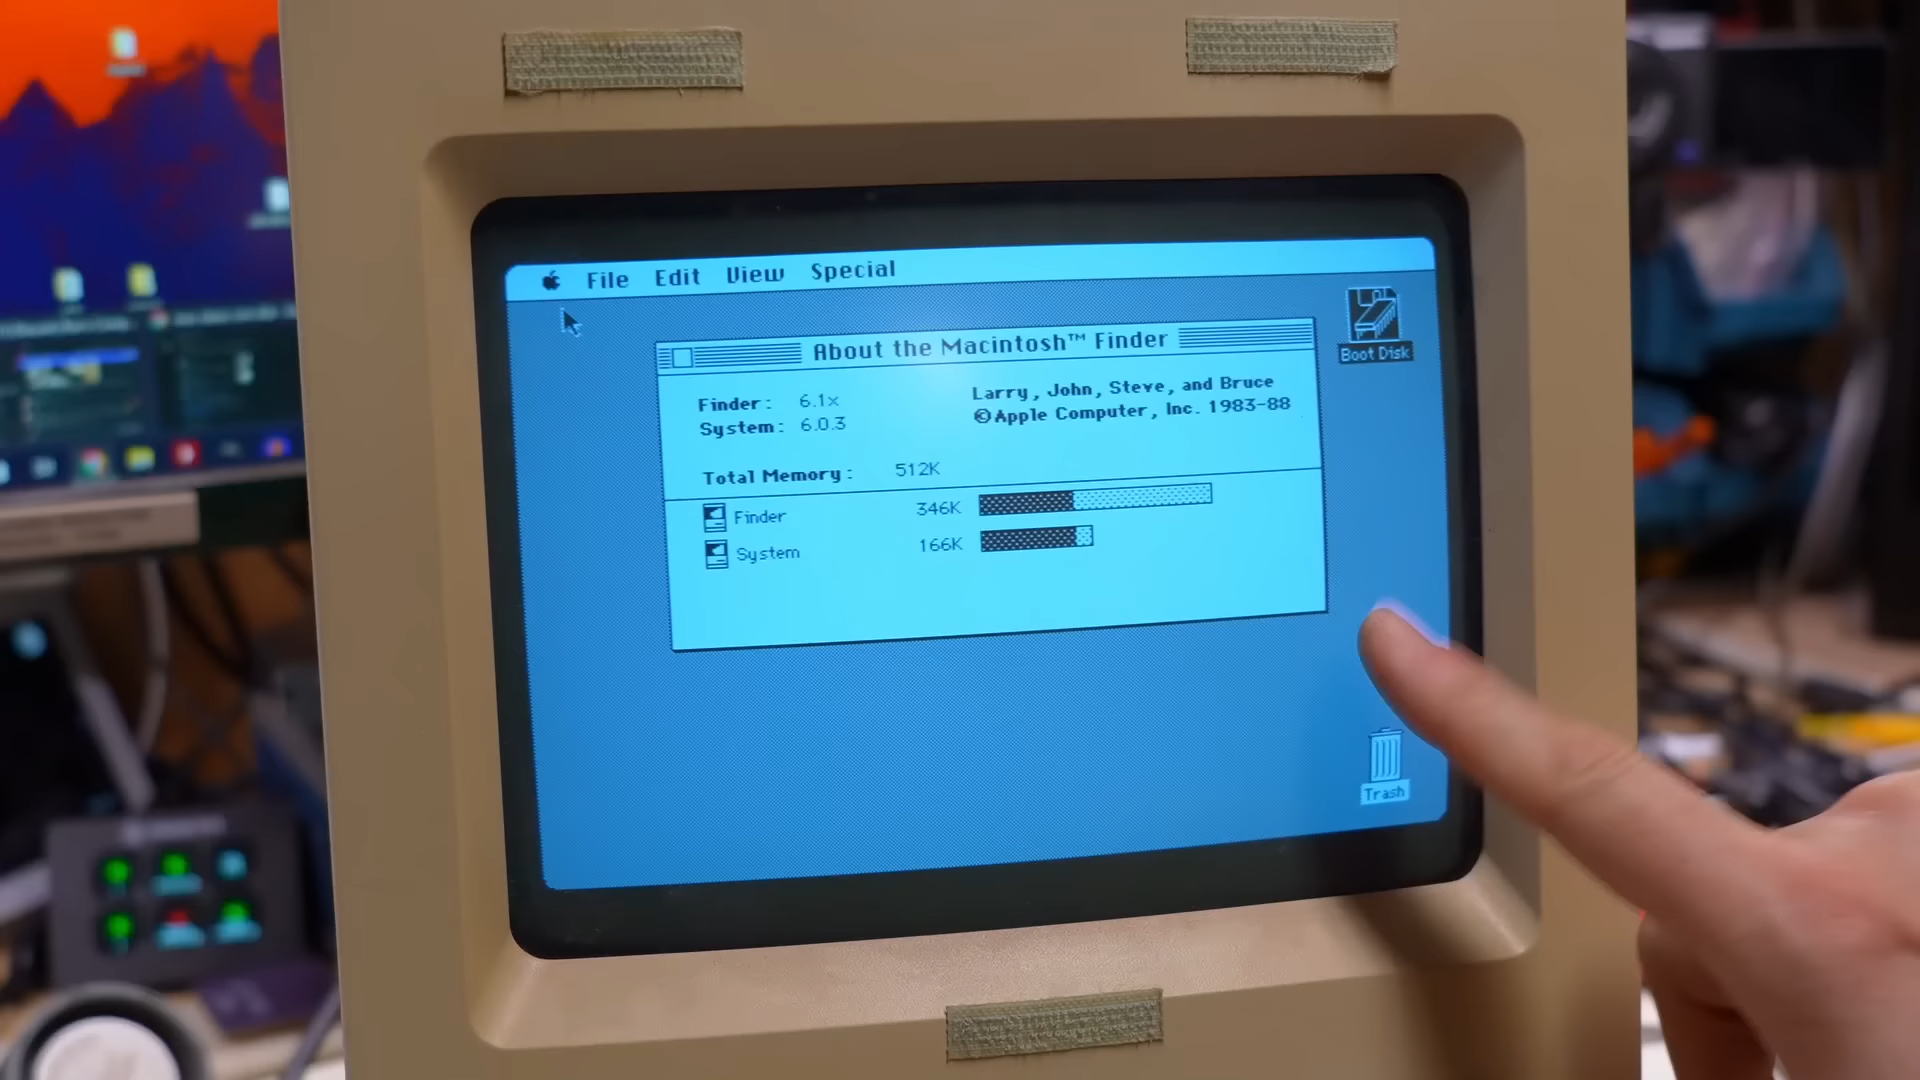 File Edit View Special
About the Macintosh™ Finder
Finder: 6.1x
System: 6.0.3
Larry, John, Steve, and Bruce
©Apple Computer, Inc. 1983-88
Total Memory: 512K
Finder 346K
System 166K
Boot Disk
Trash